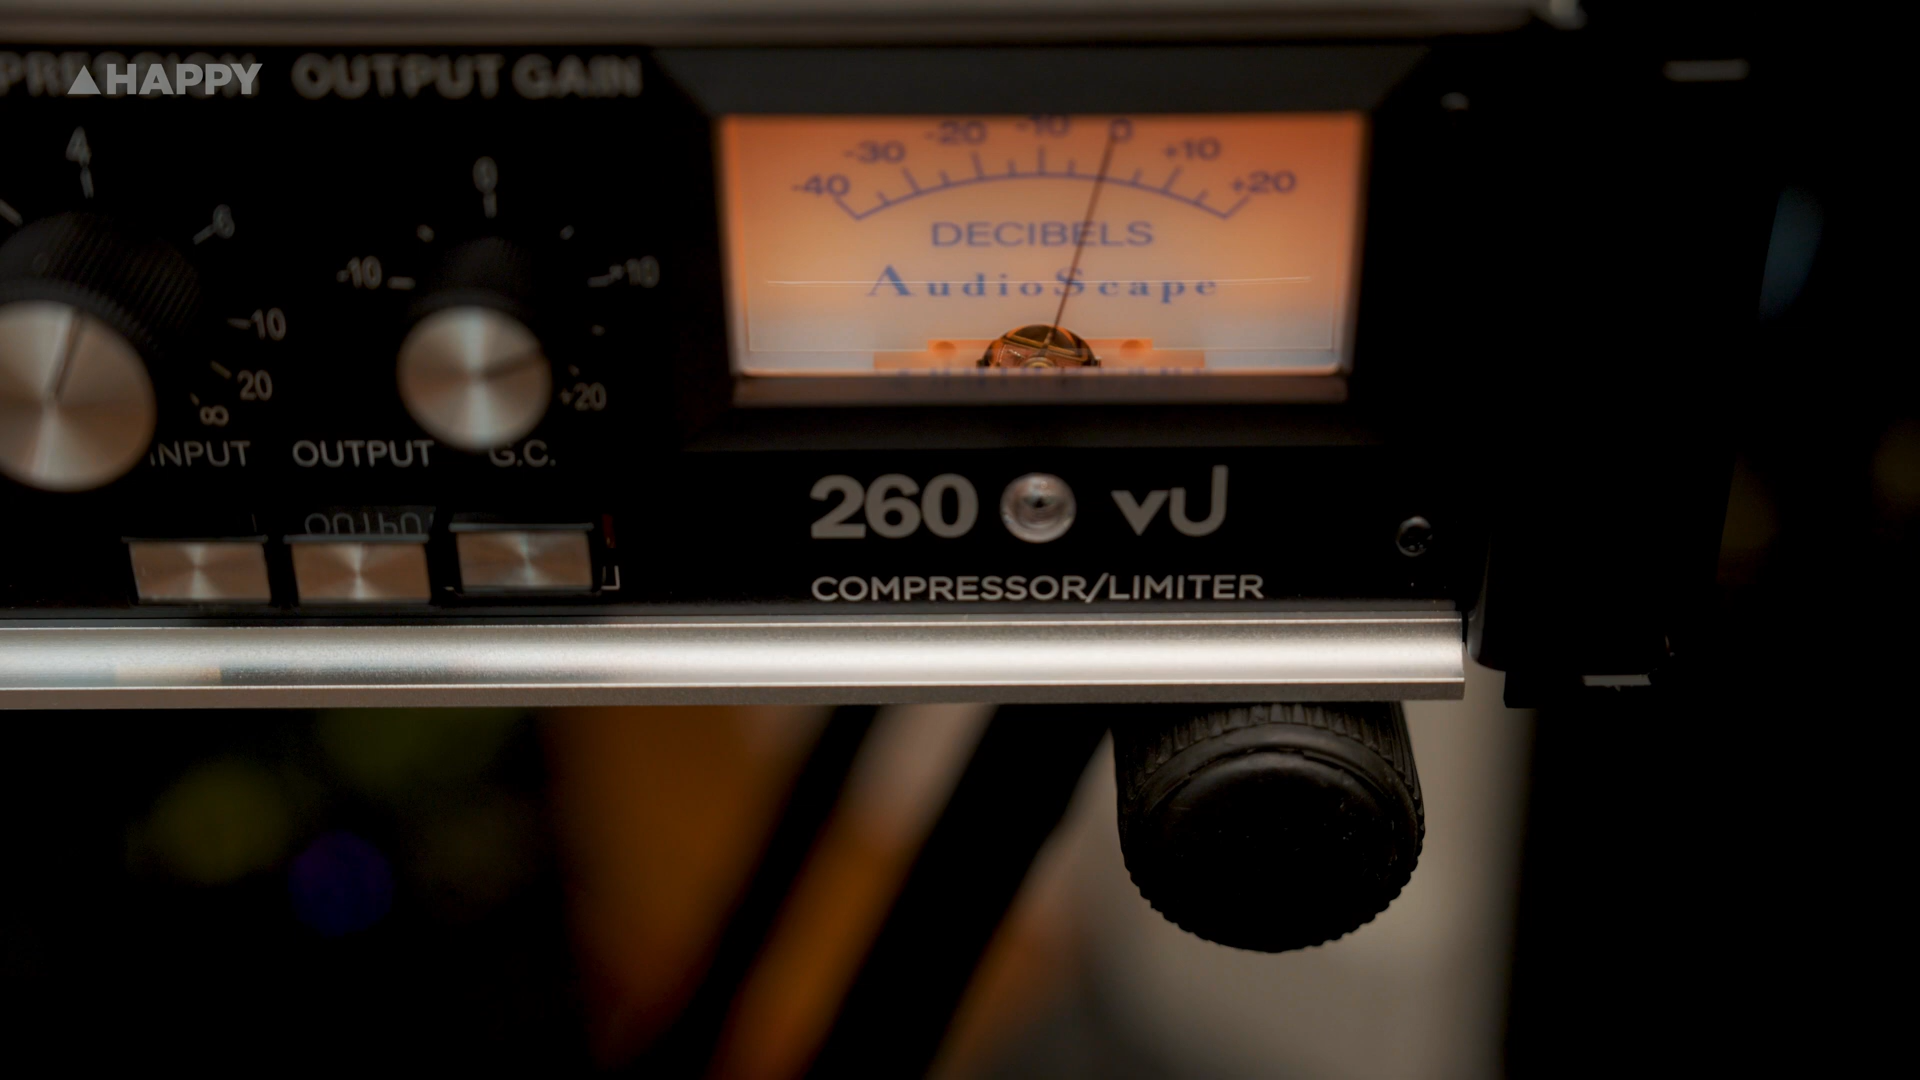 HAPPY
OUTPUT GAIN
4
6
10
20
∞
0
-10
+10
+20
INPUT OUTPUT G.C.
-40 -30 -20 -10 0 +10 +20
DECIBELS
AudioScape
260 VU
COMPRESSOR/LIMITER